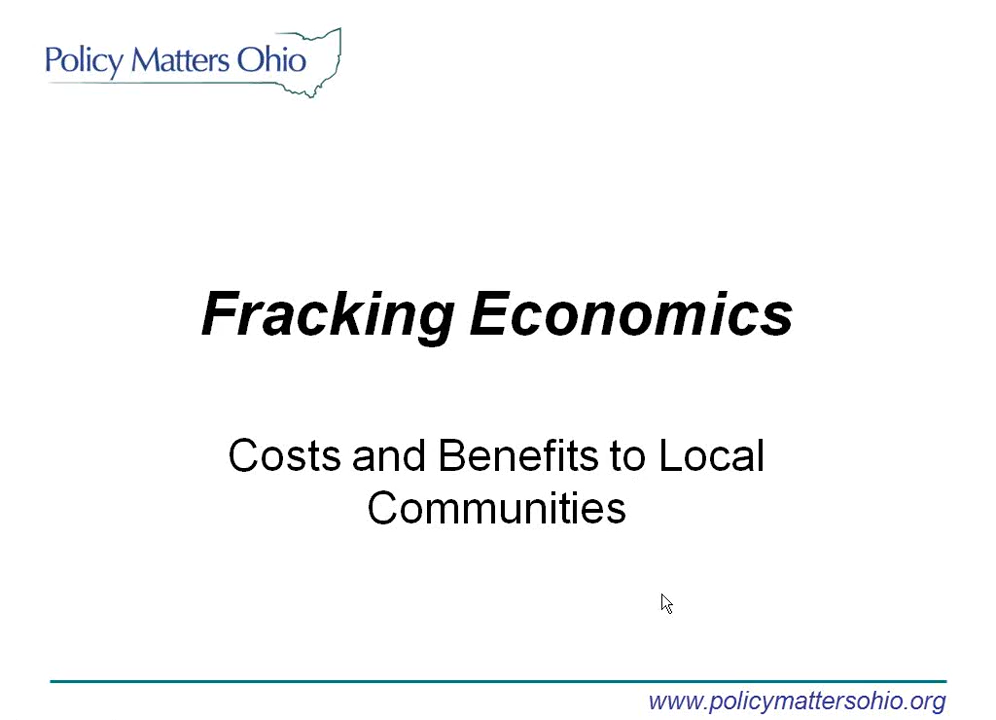 Policy Matters Ohio
Fracking Economics
Costs and Benefits to Local
Communities
www.policymattersohio.org